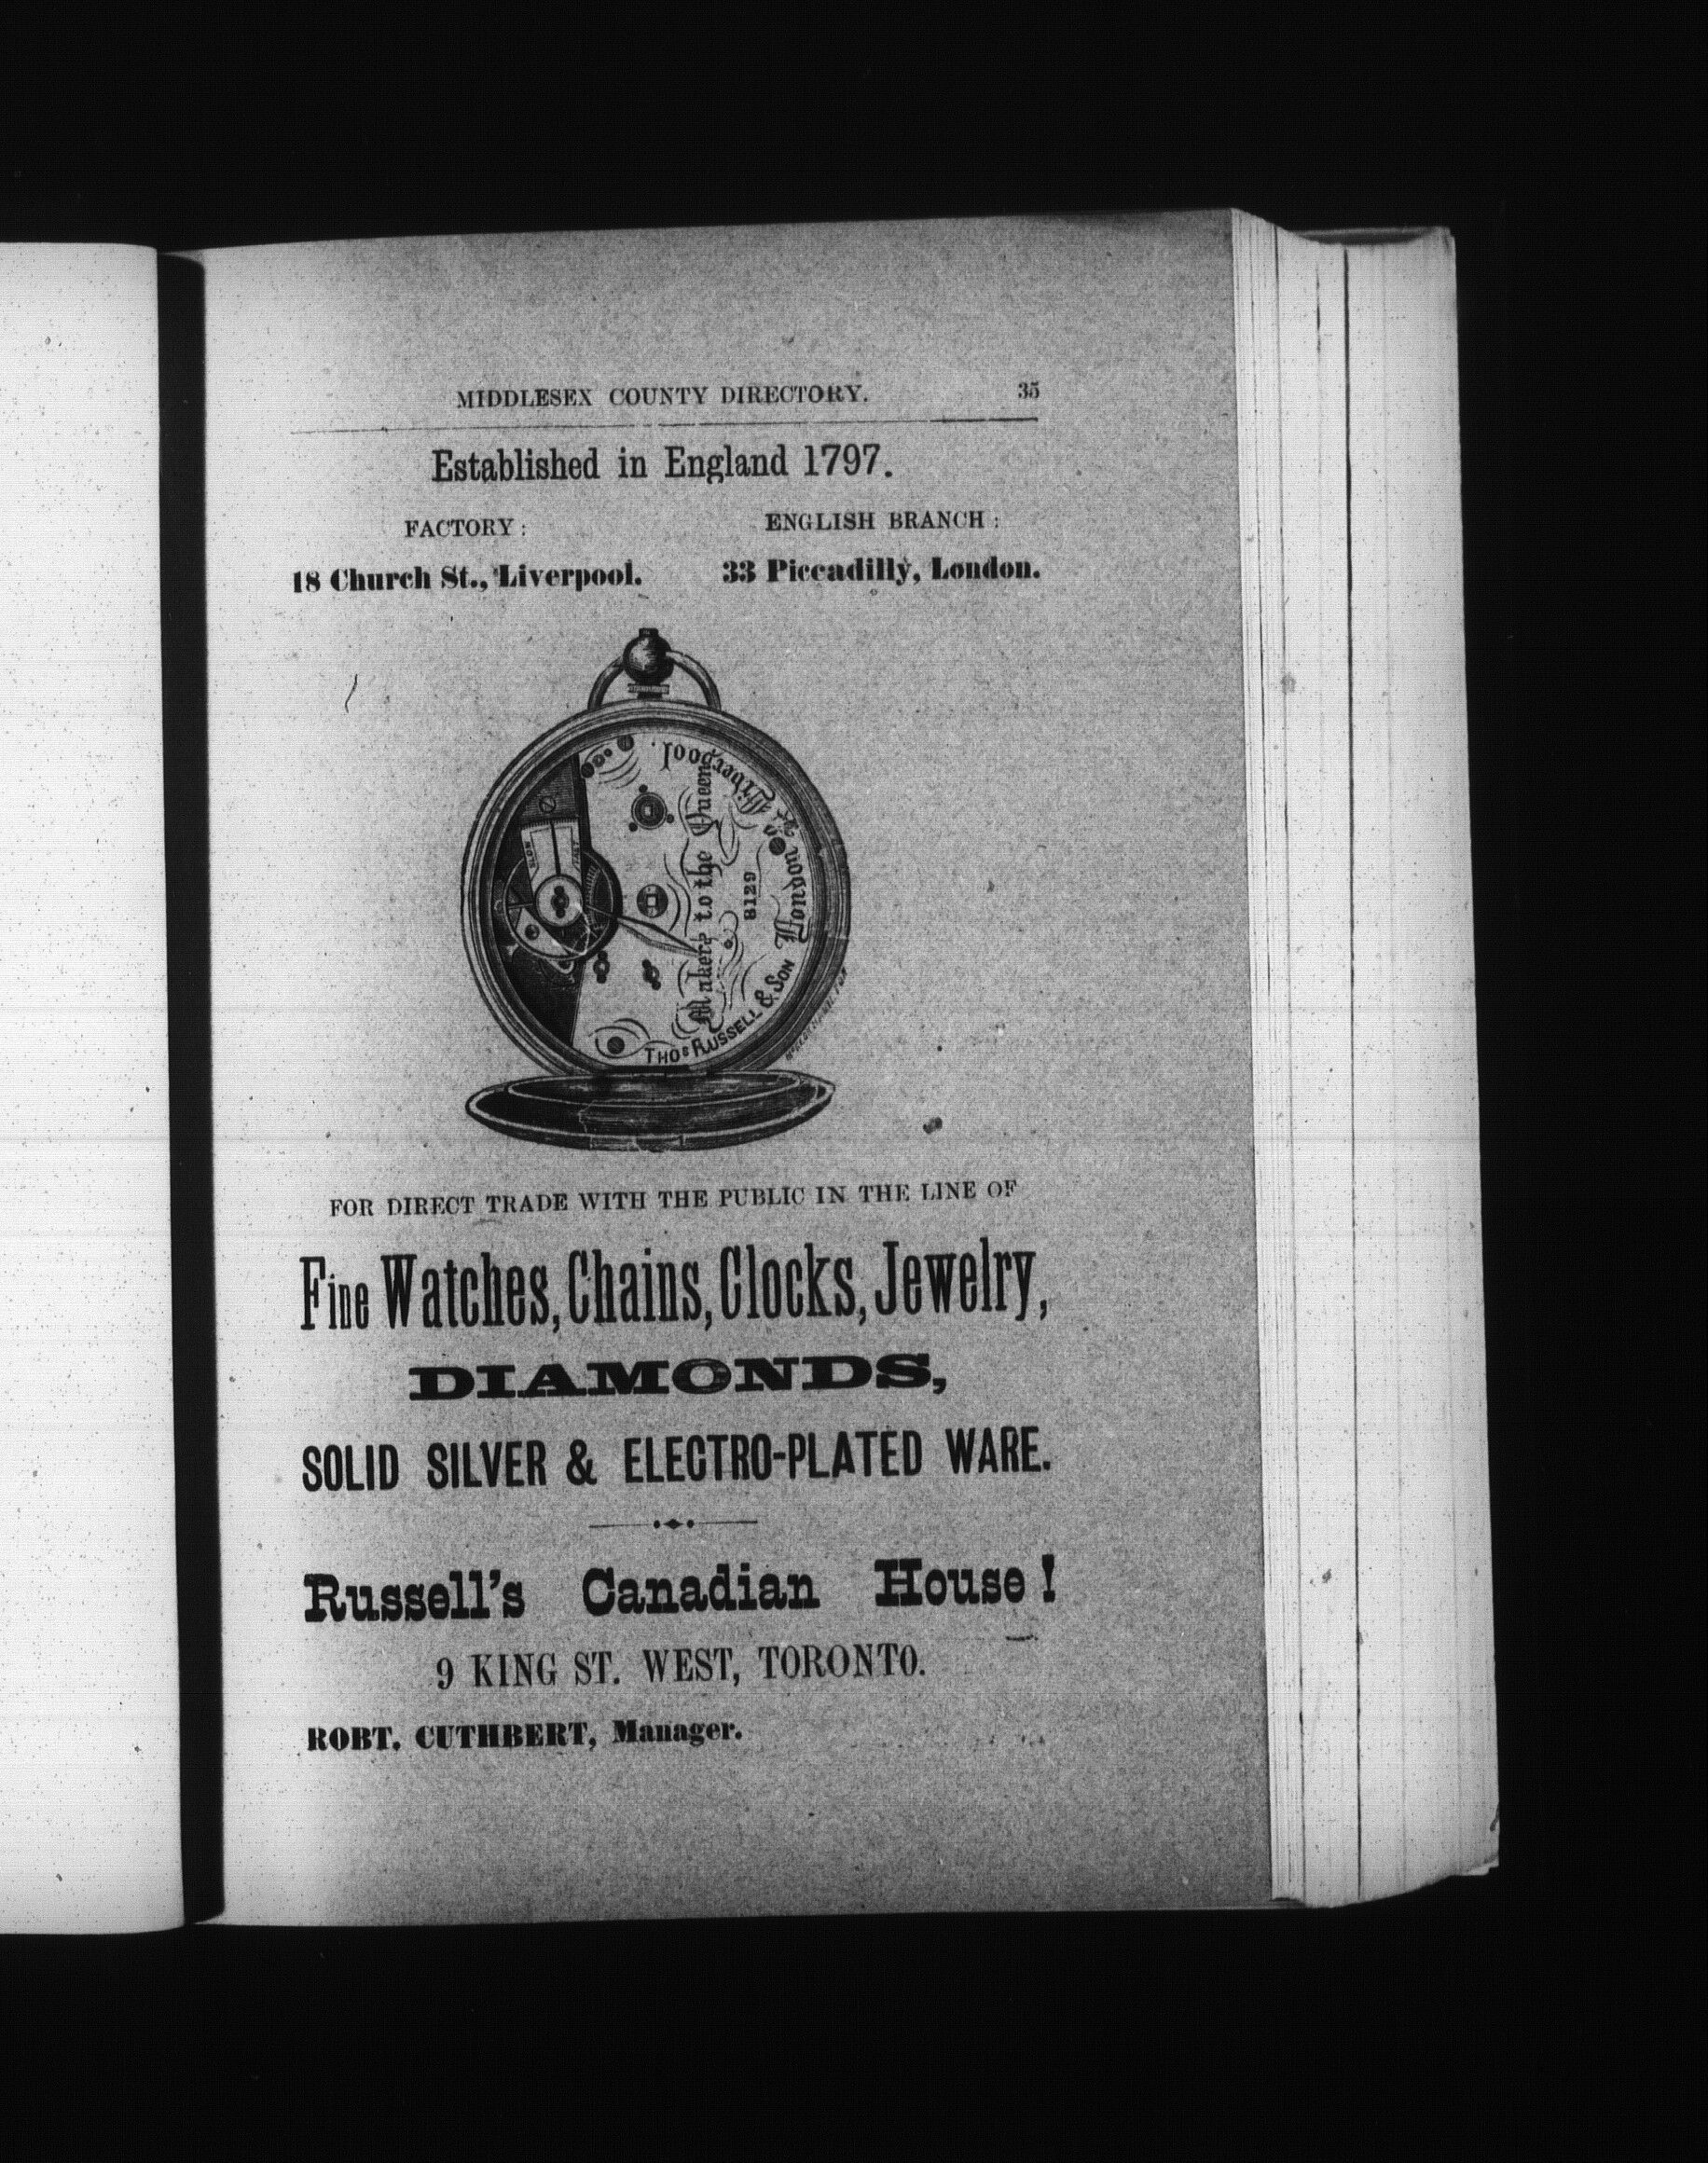 MIDDLESEX COUNTY DIRECTORY. 35
Established in England 1797.
FACTORY: ENGLISH BRANCH:
18 Church St., Liverpool. 33 Piccadilly, London.
SLOW
FAST
Makers to the Queen
8129
Thos Russell & Son
London & Liverpool.
FOR DIRECT TRADE WITH THE PUBLIC IN THE LINE OF
Fine Watches, Chains, Clocks, Jewelry,
DIAMONDS,
SOLID SILVER & ELECTRO-PLATED WARE.
Russell's Canadian House!
9 KING ST. WEST, TORONTO.
ROBT. CUTHBERT, Manager.